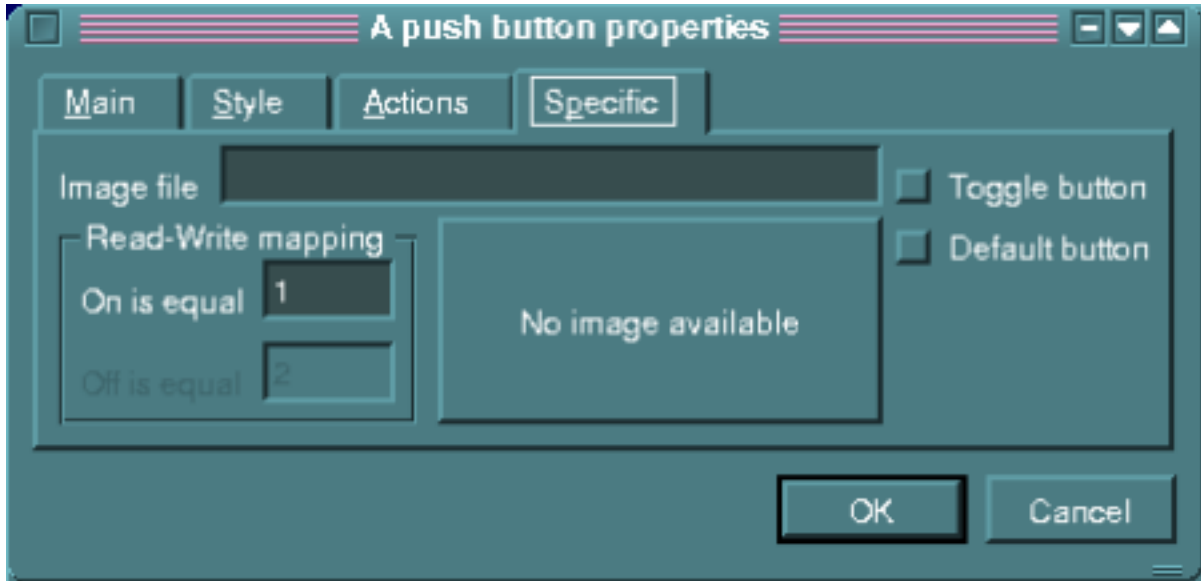 A push button properties
Main Style Actions Specific
Image file
Toggle button
Read-Write mapping
Default button
On is equal 1
No image available
Off is equal 2
OK Cancel